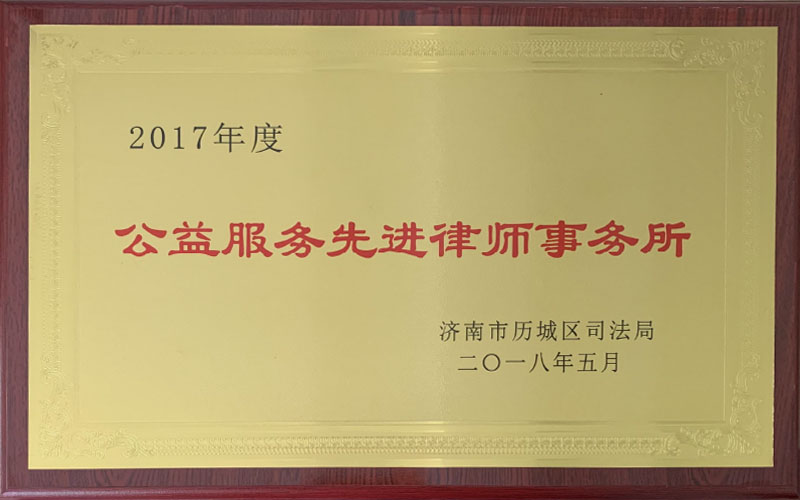 2017年度
公益服务先进律师事务所
济南市历城区司法局
二〇一八年五月